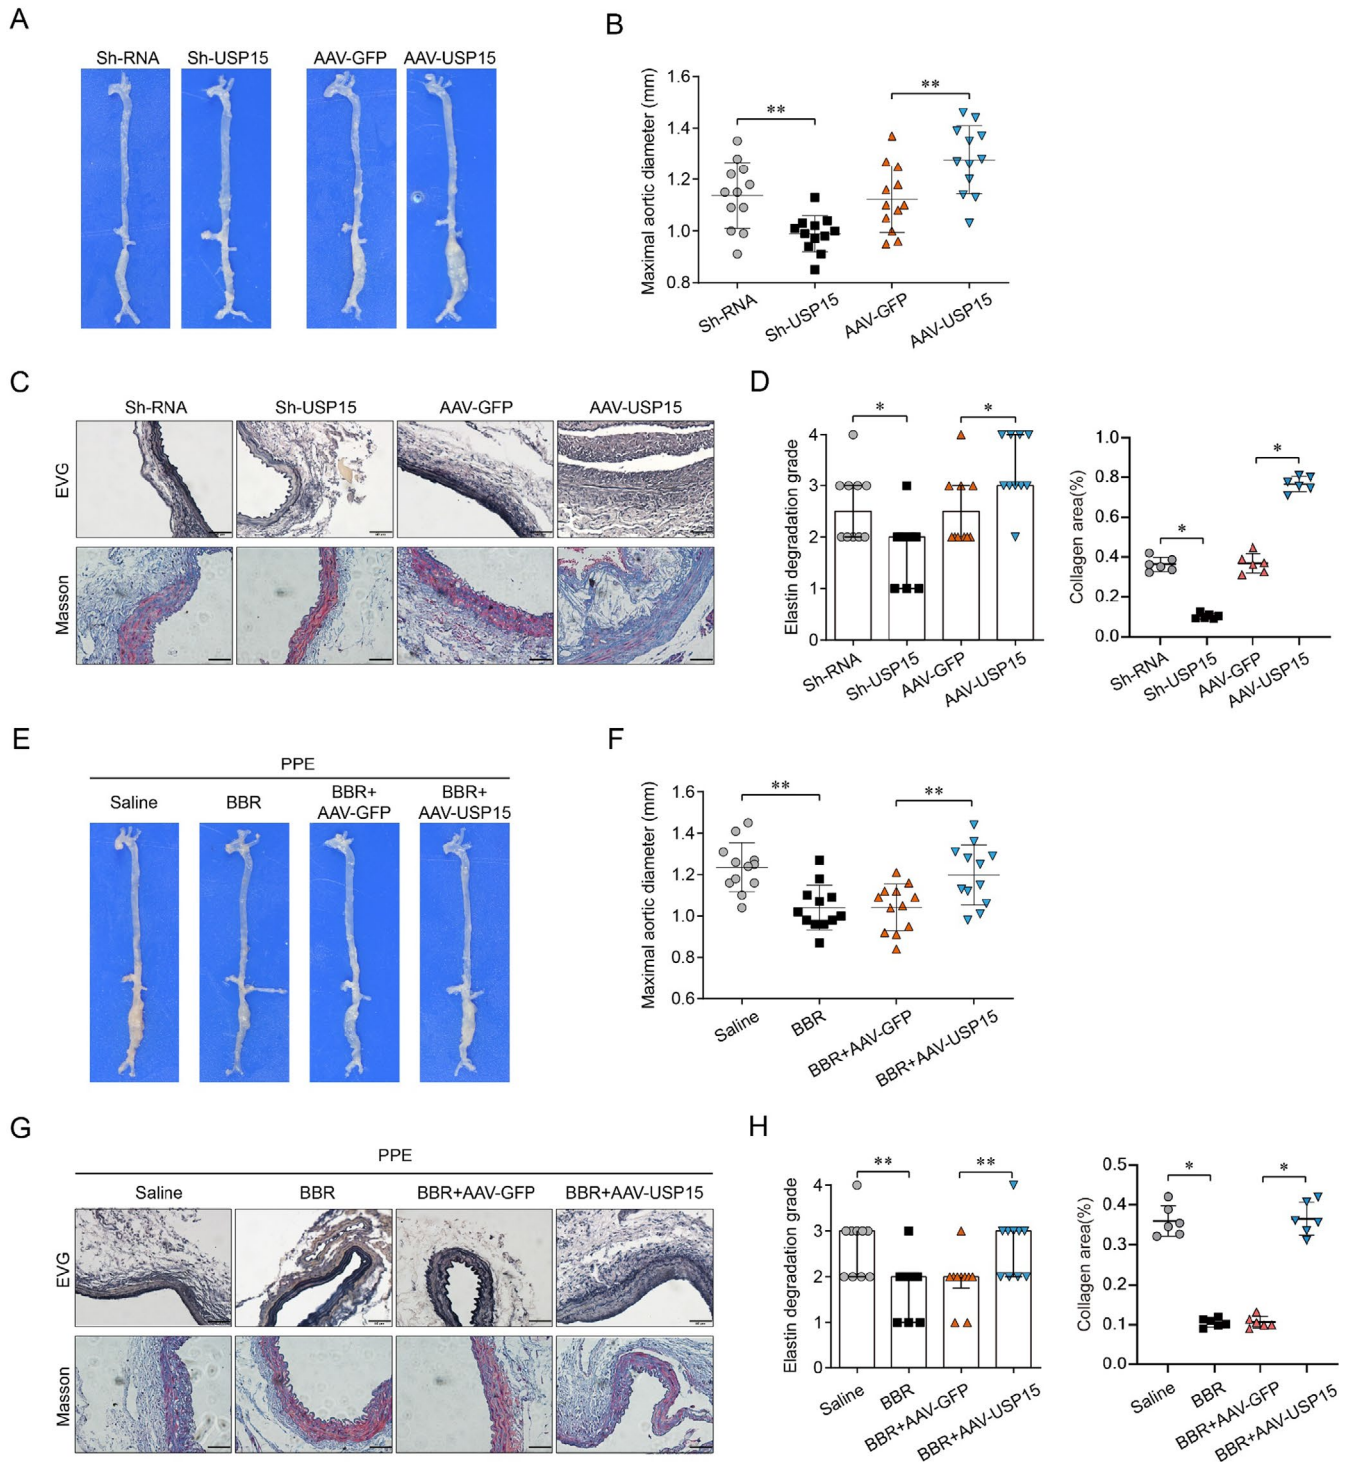 A
Sh-RNA Sh-USP15 AAV-GFP AAV-USP15
B
Maximal aortic diameter (mm)
1.6
1.4
1.2
1.0
0.8
**
**
Sh-RNA
Sh-USP15
AAV-GFP
AAV-USP15
C
Sh-RNA Sh-USP15 AAV-GFP AAV-USP15
EVG
Masson
D
Elastin degradation grade
4
3
2
1
0
*
*
Sh-RNA
Sh-USP15
AAV-GFP
AAV-USP15
Collagen area(%)
1.0
0.8
0.6
0.4
0.2
0.0
*
*
Sh-RNA
Sh-USP15
AAV-GFP
AAV-USP15
E
PPE
Saline BBR BBR+ BBR+
AAV-GFP AAV-USP15
F
Maximal aortic diameter (mm)
1.6
1.4
1.2
1.0
0.8
0.6
**
**
Saline
BBR
BBR+AAV-GFP
BBR+AAV-USP15
G
PPE
Saline BBR BBR+AAV-GFP BBR+AAV-USP15
EVG
Masson
H
Elastin degradation grade
4
3
2
1
0
**
**
Saline
BBR
BBR+AAV-GFP
BBR+AAV-USP15
Collagen area(%)
0.5
0.4
0.3
0.1
0.0
*
*
Saline
BBR
BBR+AAV-GFP
BBR+AAV-USP15